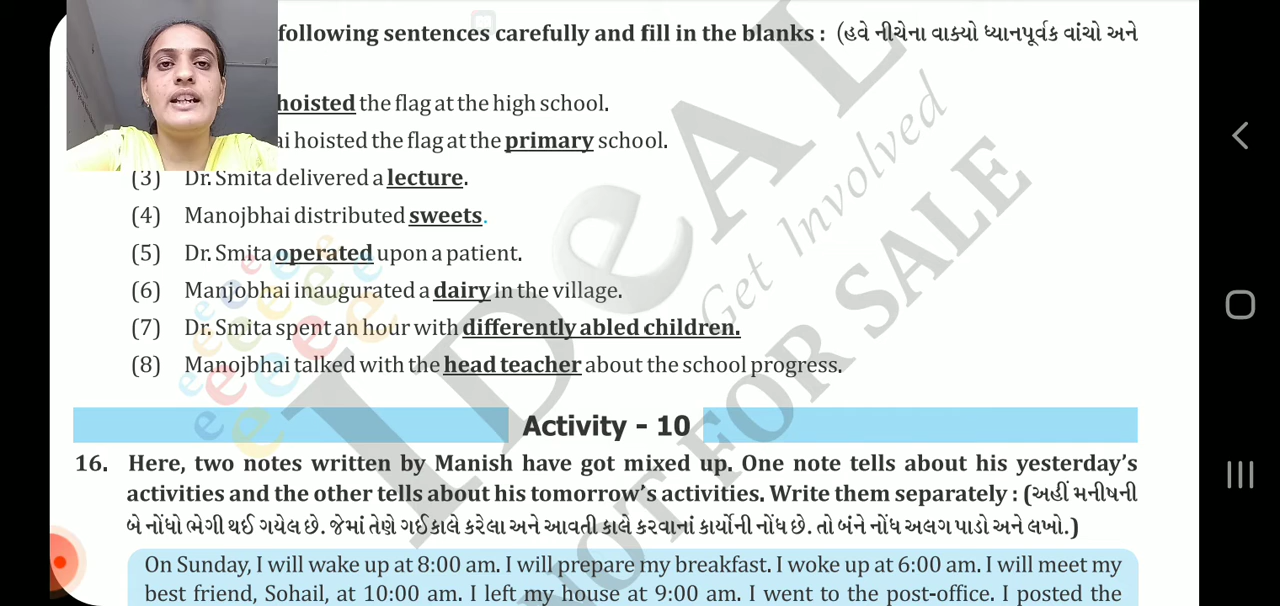 following sentences carefully and fill in the blanks : (હવે નીચેના વાક્યો ધ્યાનપૂર્વક વાંચો અને
hoisted the flag at the high school.
ai hoisted the flag at the primary school.
(3) Dr. Smita delivered a lecture.
(4) Manojbhai distributed sweets.
(5) Dr. Smita operated upon a patient.
(6) Manjobhai inaugurated a dairy in the village.
(7) Dr. Smita spent an hour with differently abled children.
(8) Manojbhai talked with the head teacher about the school progress.
Activity - 10
16. Here, two notes written by Manish have got mixed up. One note tells about his yesterday's
activities and the other tells about his tomorrow's activities. Write them separately : (અહીં મનીષની
બે નોંધો ભેગી થઈ ગયેલ છે. જેમાં તેણે ગઈકાલે કરેલા અને આવતી કાલે કરવાનાં કાર્યોની નોંધ છે. તો બંને નોંધ અલગ પાડો અને લખો.)
On Sunday, I will wake up at 8:00 am. I will prepare my breakfast. I woke up at 6:00 am. I will meet my
best friend, Sohail, at 10:00 am. I left my house at 9:00 am. I went to the post-office. I posted the
IDeAL
Get Involved
NOT FOR SALE